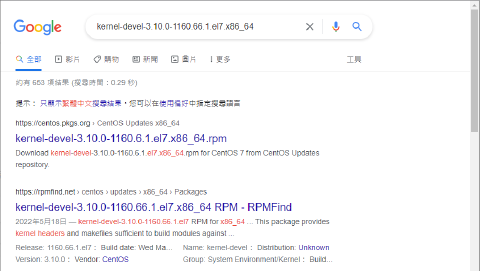 Google
kernel-devel-3.10.0-1160.66.1.el7.x86_64
全部 影片 購物 新聞 圖片 更多 工具
約有 653 項結果 (搜尋時間：0.29 秒)
提示： 只顯示繁體中文搜尋結果，您可以在使用偏好中指定搜尋語言
https://centos.pkgs.org › CentOS Updates x86_64
kernel-devel-3.10.0-1160.6.1.el7.x86_64.rpm
Download kernel-devel-3.10.0-1160.6.1.el7.x86_64.rpm for CentOS 7 from CentOS Updates
repository.
https://rpmfind.net › centos › updates › x86_64 › Packages
kernel-devel-3.10.0-1160.66.1.el7.x86_64 RPM - RPMFind
2022年5月18日 — kernel-devel-3.10.0-1160.66.1.el7 RPM for x86_64 ... This package provides
kernel headers and makefiles sufficient to build modules against ...
Release: 1160.66.1.el7： Build date: Wed Ma... Name: kernel-devel： Distribution: Unknown
Version: 3.10.0： Vendor: CentOS Group: System Environment/Kernel： Build...